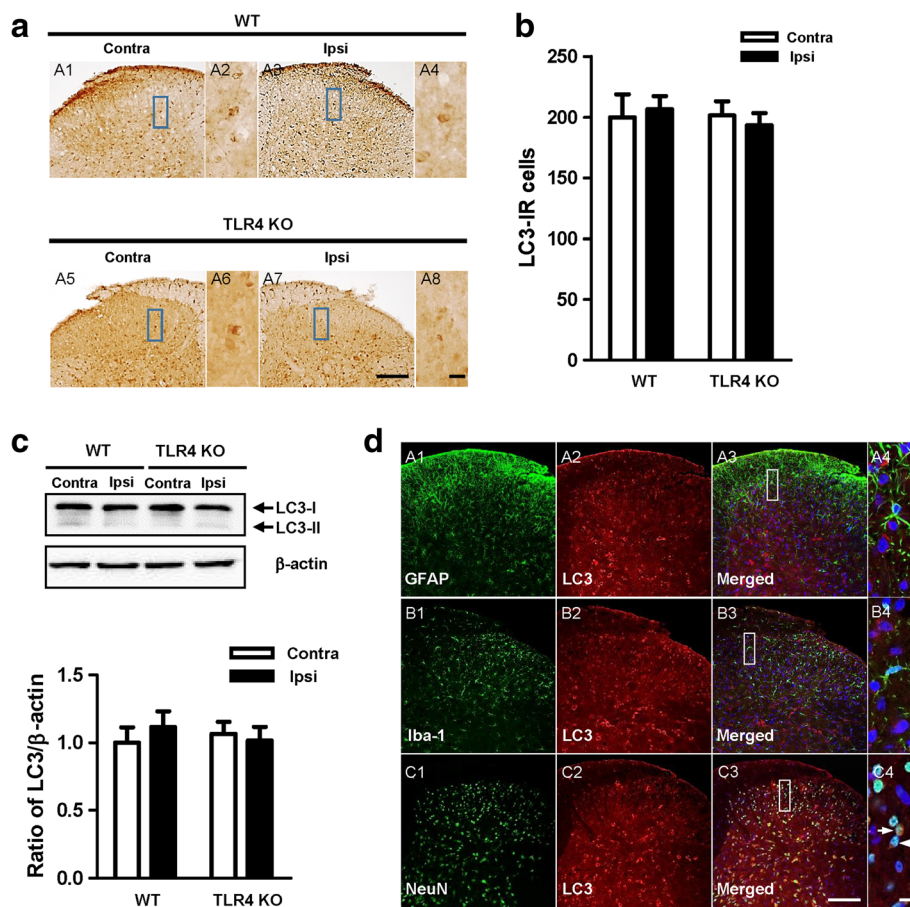 a
WT
Contra Ipsi
A1 A2 A3 A4
TLR4 KO
Contra Ipsi
A5 A6 A7 A8
b
Contra
Ipsi
LC3-IR cells
250
200
150
100
50
0
WT TLR4 KO
c
WT TLR4 KO
Contra Ipsi Contra Ipsi
LC3-I
LC3-II
β-actin
Contra
Ipsi
Ratio of LC3/β-actin
1.5
1.0
0.5
0.0
WT TLR4 KO
d
A1 A2 A3 A4
GFAP LC3 Merged
B1 B2 B3 B4
Iba-1 LC3 Merged
C1 C2 C3 C4
NeuN LC3 Merged